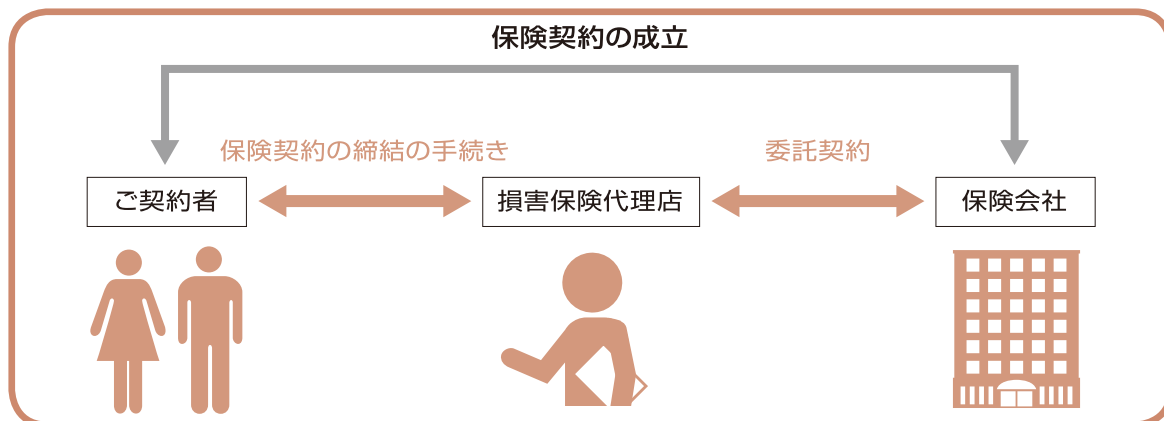 保険契約の成立
保険契約の締結の手続き
委託契約
ご契約者
損害保険代理店
保険会社